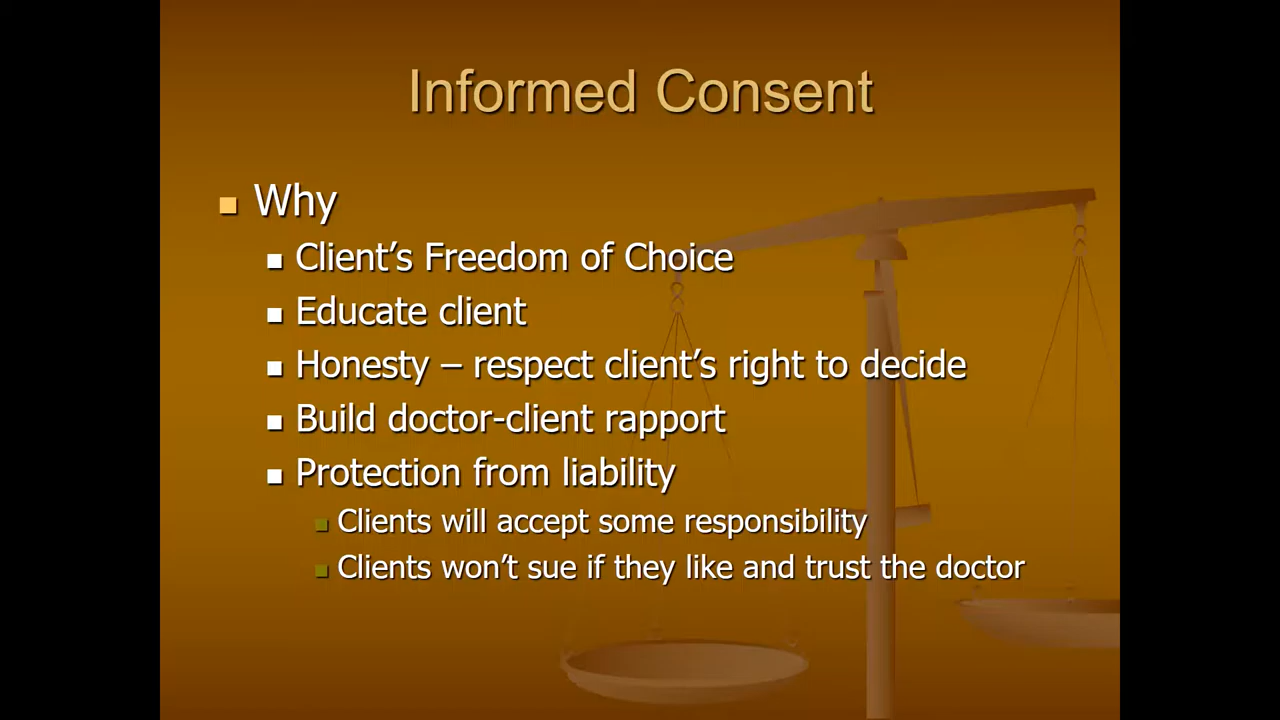 Informed Consent
Why
Client’s Freedom of Choice
Educate client
Honesty – respect client’s right to decide
Build doctor-client rapport
Protection from liability
Clients will accept some responsibility
Clients won’t sue if they like and trust the doctor